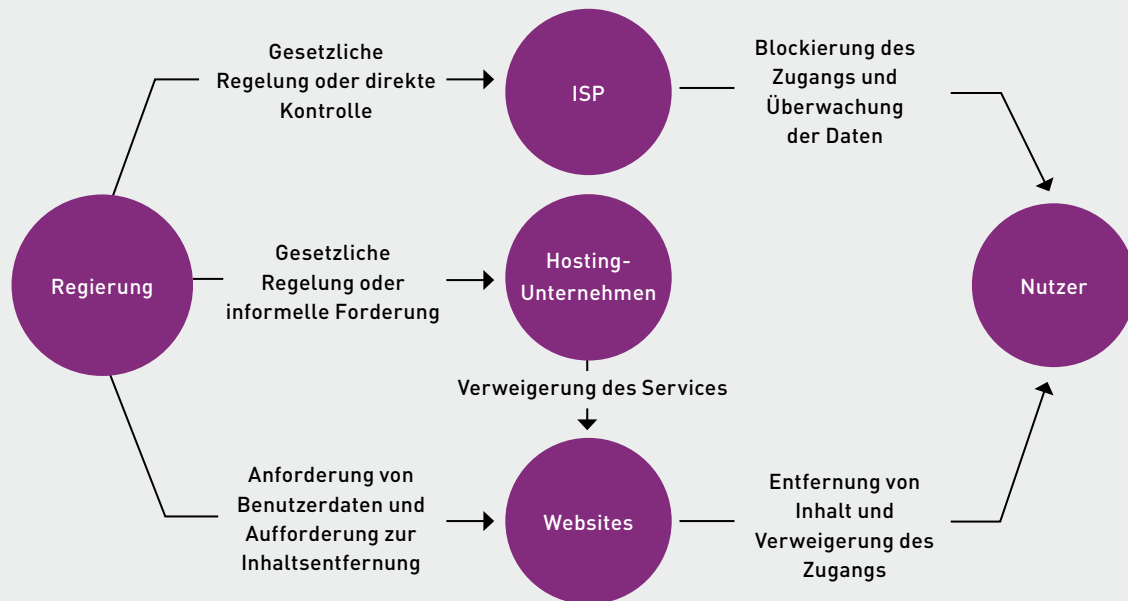 Gesetzliche
Regelung oder direkte
Kontrolle
ISP
Blockierung des
Zugangs und
Überwachung
der Daten
Regierung
Gesetzliche
Regelung oder
informelle Forderung
Hosting-
Unternehmen
Nutzer
Verweigerung des Services
Anforderung von
Benutzerdaten und
Aufforderung zur
Inhaltsentfernung
Websites
Entfernung von
Inhalt und
Verweigerung des
Zugangs